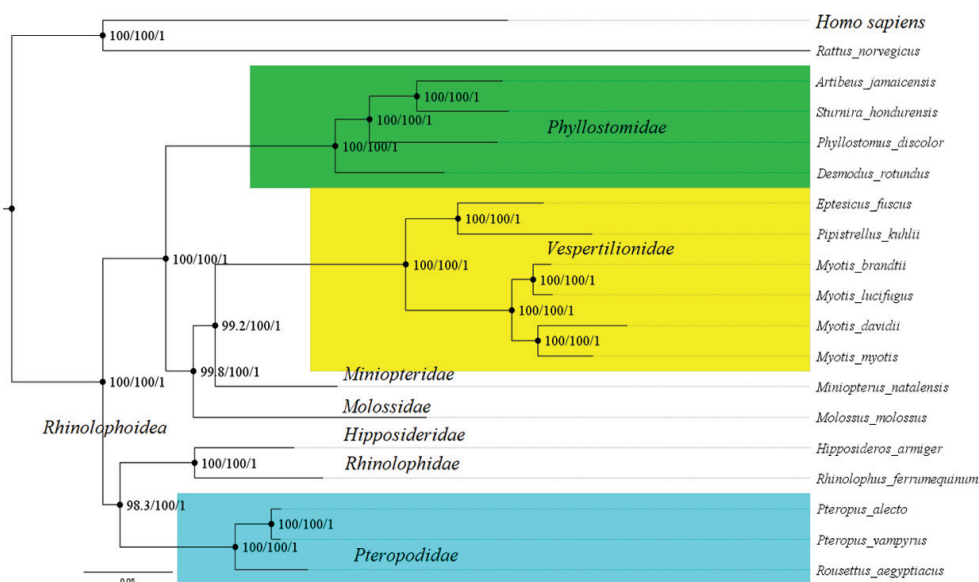 Homo sapiens
100/100/1
Rattus_norvegicus
Artibeus_jamaicensis
100/100/1
Sturnira_hondurensis
100/100/1
Phyllostomidae
Phyllostomus_discolor
100/100/1
Desmodus_rotundus
Eptesicus_fuscus
100/100/1
Pipistrellus_kuhlii
Vespertilionidae
100/100/1
100/100/1
Myotis_brandtii
100/100/1
Myotis_lucifugus
100/100/1
Myotis_davidii
99.2/100/1
100/100/1
Myotis_myotis
99.8/100/1
Miniopteridae
100/100/1
Miniopterus_natalensis
Molossidae
Molossus_molossus
Rhinolophoidea
Hipposideridae
Hipposideros_armiger
100/100/1
Rhinolophidae
Rhinolophus_ferrumequinum
98.3/100/1
Pteropus_alecto
100/100/1
Pteropus_vampyrus
100/100/1
Pteropodidae
Rousettus_aegyptiacus
0.05